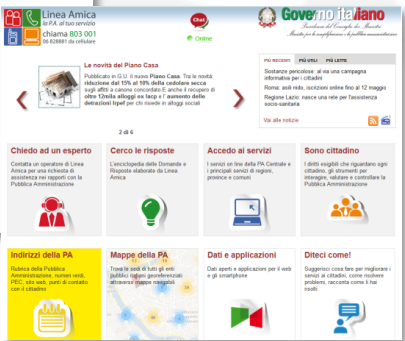 Linea Amica
la P.A. al tuo servizio
chiama 803 001
06 828881 da cellulare
Chat
Online
Governo italiano
Presidenza del Consiglio dei Ministri
Ministro per la semplificazione e la pubblica amministrazione
Le novità del Piano Casa
Pubblicato in G.U. il nuovo Piano Casa. Tra le novità
riduzione dal 15% al 10% della cedolare secca
sugli affitti a canone concordato.E anche il recupero di
oltre 12mila alloggi ex Iacp e l' aumento delle
detrazioni Irpef per chi risiede in alloggi sociali
2 di 6
PIÙ RECENTI PIÙ UTILI PIÙ LETTE
Sostanze pericolose: al via una campagna
informativa per i cittadini
Roma: asili nido, iscrizioni online fino al 12 maggio
Regione Lazio: nasce una rete per l'assistenza
socio-sanitaria
Vai alle notizie
Chiedo ad un esperto
Contatta un operatore di Linea
Amica per una richiesta di
assistenza nei rapporti con la
Pubblica Amministrazione
Cerco le risposte
L'enciclopedia delle Domande e
Risposte elaborate da Linea
Amica
Accedo ai servizi
I servizi on line della PA Centrale e
i principali servizi di regioni,
province e comuni
Sono cittadino
I diritti esigibili che riguardano ogni
cittadino, gli strumenti per
interagire, valutare e controllare la
Pubblica Amministrazione
Indirizzi della PA
Rubrica della Pubblica
Amministrazione, numeri verdi,
PEC, siti web, punti di contatto
con il cittadino
Mappe della PA
Trova le sedi di tutti gli enti
pubblici italiani georeferenziati
attraverso mappe navigabili
Dati e applicazioni
Dati aperti e applicazioni per il web
e gli smartphone
Diteci come!
Suggerisci cosa fare per migliorare i
servizi ai cittadini, come risolvere
problemi, racconta come li hai
risolti